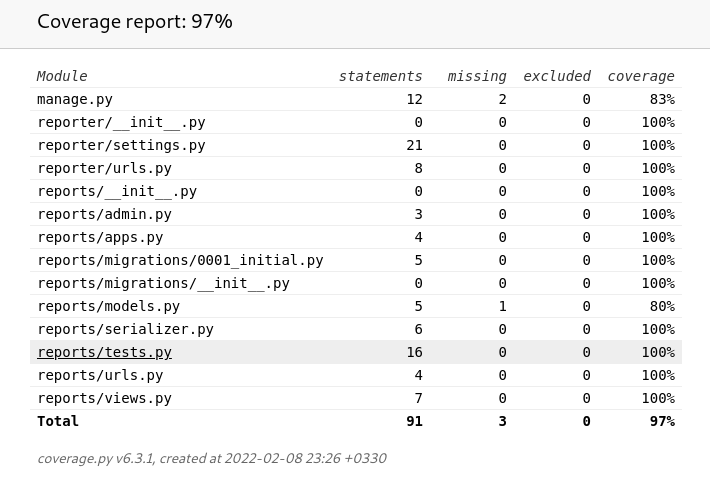 Coverage report: 97%
Module statements missing excluded coverage
manage.py 12 2 0 83%
reporter/__init__.py 0 0 0 100%
reporter/settings.py 21 0 0 100%
reporter/urls.py 8 0 0 100%
reports/__init__.py 0 0 0 100%
reports/admin.py 3 0 0 100%
reports/apps.py 4 0 0 100%
reports/migrations/0001_initial.py 5 0 0 100%
reports/migrations/__init__.py 0 0 0 100%
reports/models.py 5 1 0 80%
reports/serializer.py 6 0 0 100%
reports/tests.py 16 0 0 100%
reports/urls.py 4 0 0 100%
reports/views.py 7 0 0 100%
Total 91 3 0 97%
coverage.py v6.3.1, created at 2022-02-08 23:26 +0330